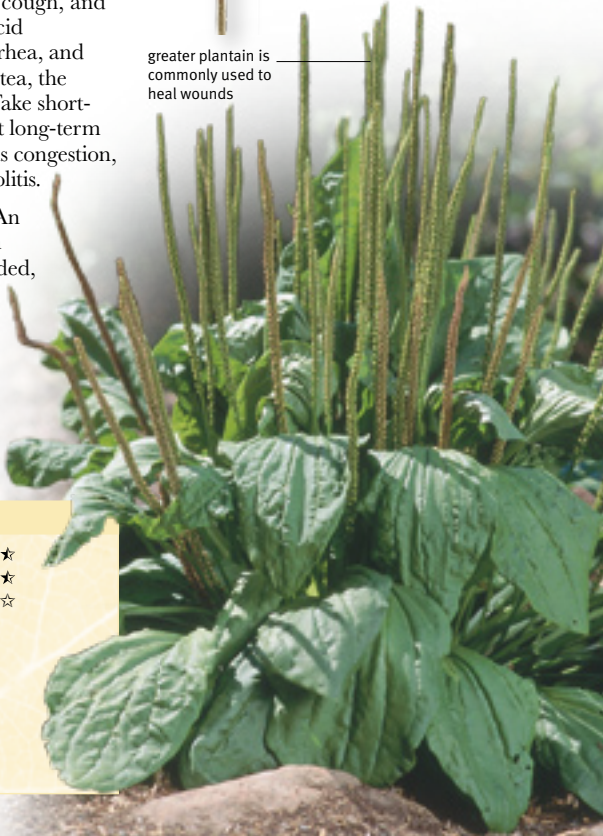 cough, and
cid
rhea, and
tea, the
Take short-
t long-term
s congestion,
olitis.
An
ded,
greater plantain is
commonly used to
heal wounds